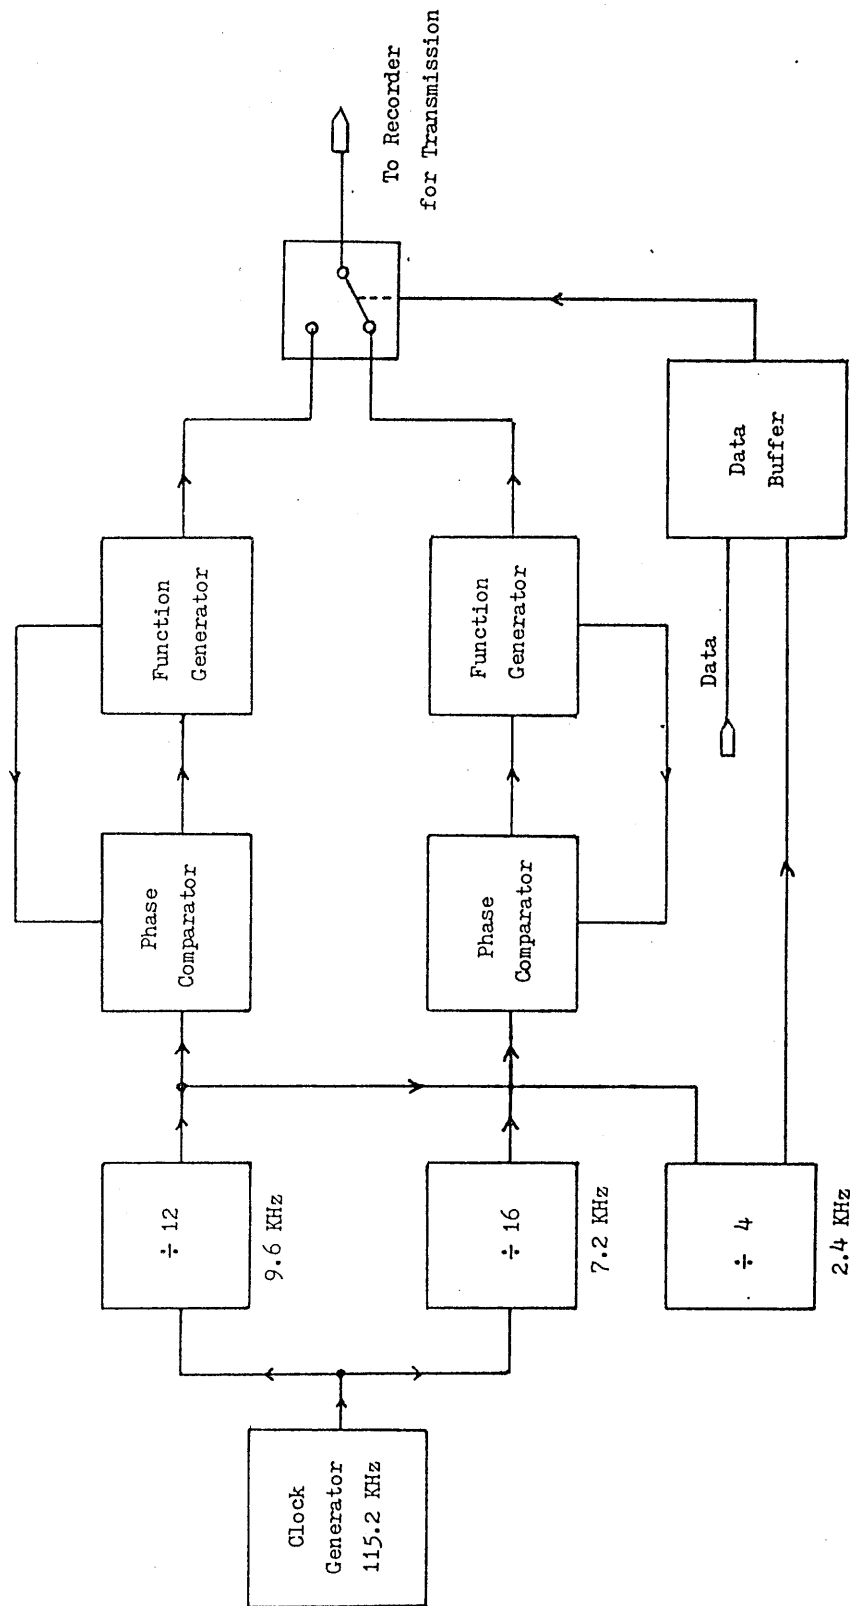 Clock
Generator
115.2 KHz
÷ 12
9.6 KHz
÷ 16
7.2 KHz
÷ 4
2.4 KHz
Phase
Comparator
Phase
Comparator
Function
Generator
Function
Generator
Data
Data
Buffer
To Recorder
for Transmission